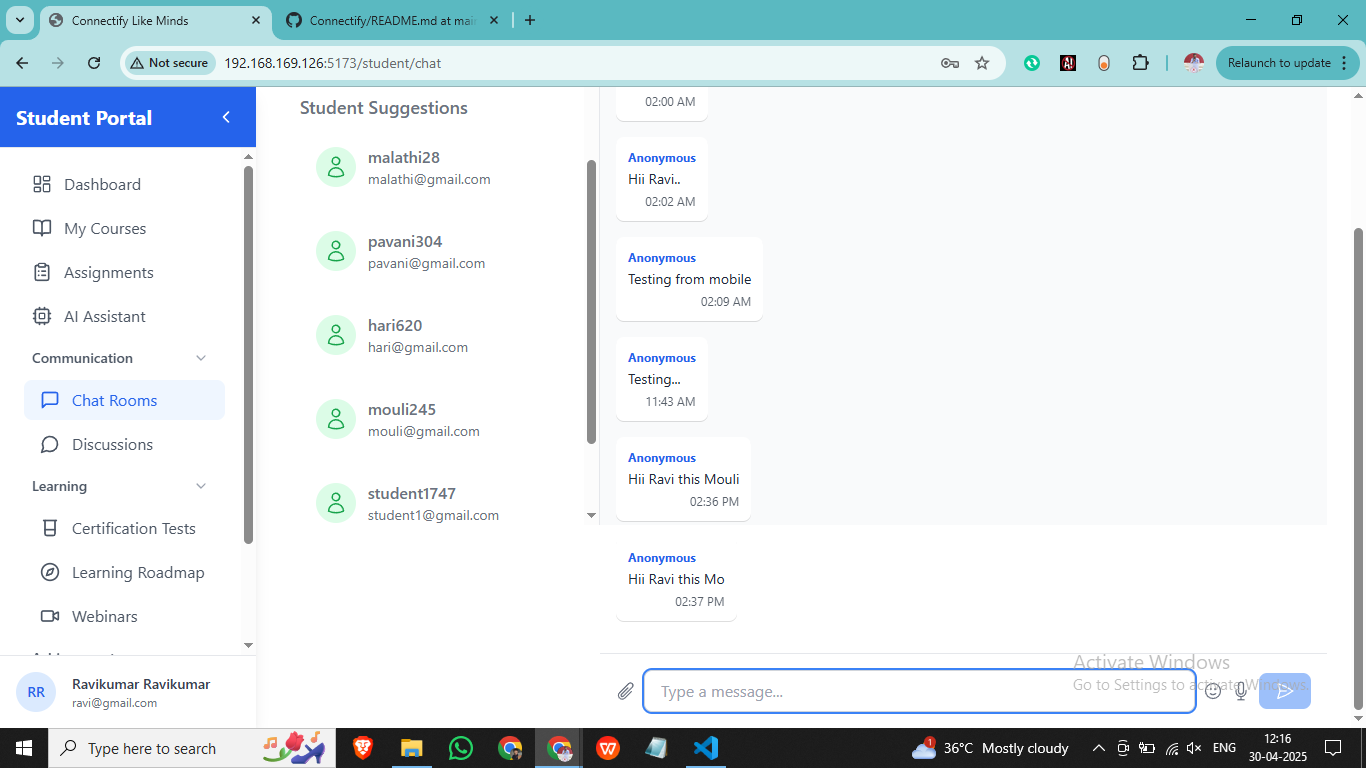 Connectify Like Minds
Connectify/README.md at mai
Not secure
192.168.169.126:5173/student/chat
Relaunch to update
Student Portal
Dashboard
My Courses
Assignments
AI Assistant
Communication
Chat Rooms
Discussions
Learning
Certification Tests
Learning Roadmap
Webinars
RR
Ravikumar Ravikumar
ravi@gmail.com
Student Suggestions
malathi28
malathi@gmail.com
pavani304
pavani@gmail.com
hari620
hari@gmail.com
mouli245
mouli@gmail.com
student1747
student1@gmail.com
02:00 AM
Anonymous
Hii Ravi..
02:02 AM
Anonymous
Testing from mobile
02:09 AM
Anonymous
Testing...
11:43 AM
Anonymous
Hii Ravi this Mouli
02:36 PM
Anonymous
Hii Ravi this Mo
02:37 PM
Type a message...
Activate Windows
Go to Settings to activate Windows.
Type here to search
1
36°C Mostly cloudy
ENG
12:16
30-04-2025